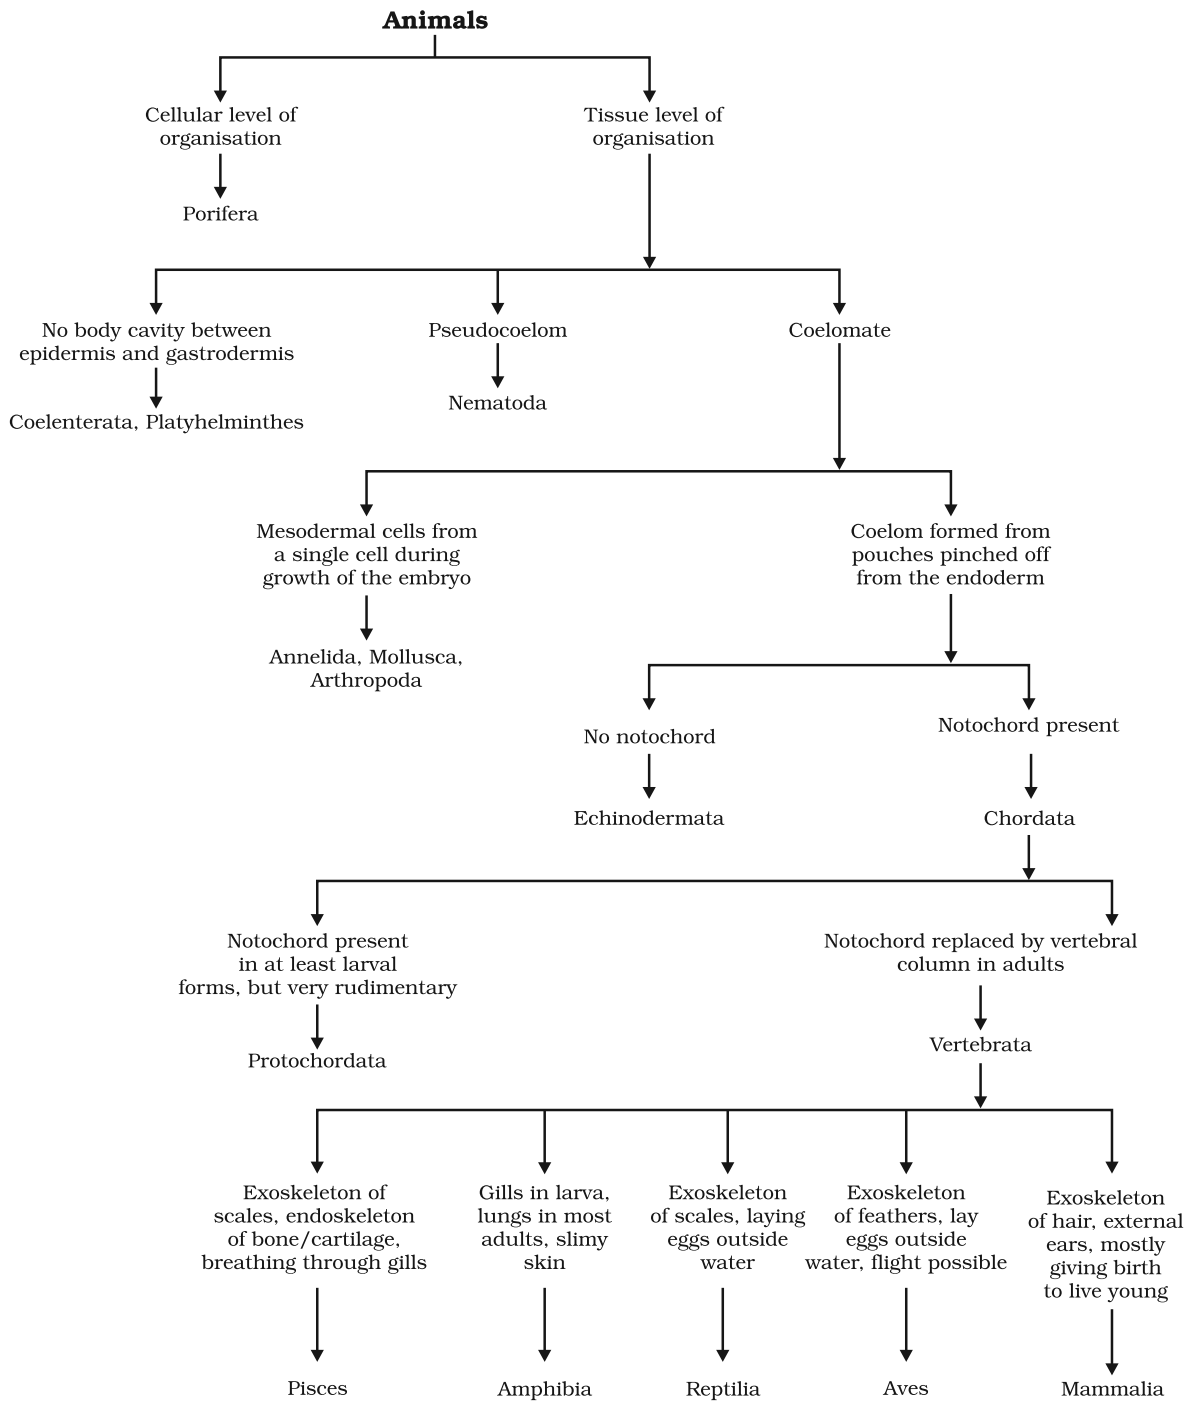 Animals
Cellular level of
organisation
Tissue level of
organisation
Porifera
No body cavity between
epidermis and gastrodermis
Pseudocoelom
Coelomate
Nematoda
Coelenterata, Platyhelminthes
Mesodermal cells from
a single cell during
growth of the embryo
Coelom formed from
pouches pinched off
from the endoderm
Annelida, Mollusca,
Arthropoda
No notochord
Notochord present
Echinodermata
Chordata
Notochord present
in at least larval
forms, but very rudimentary
Notochord replaced by vertebral
column in adults
Protochordata
Vertebrata
Exoskeleton of
scales, endoskeleton
of bone/cartilage,
breathing through gills
Gills in larva,
lungs in most
adults, slimy
skin
Exoskeleton
of scales, laying
eggs outside
water
Exoskeleton
of feathers, lay
eggs outside
water, flight possible
Exoskeleton
of hair, external
ears, mostly
giving birth
to live young
Pisces
Amphibia
Reptilia
Aves
Mammalia